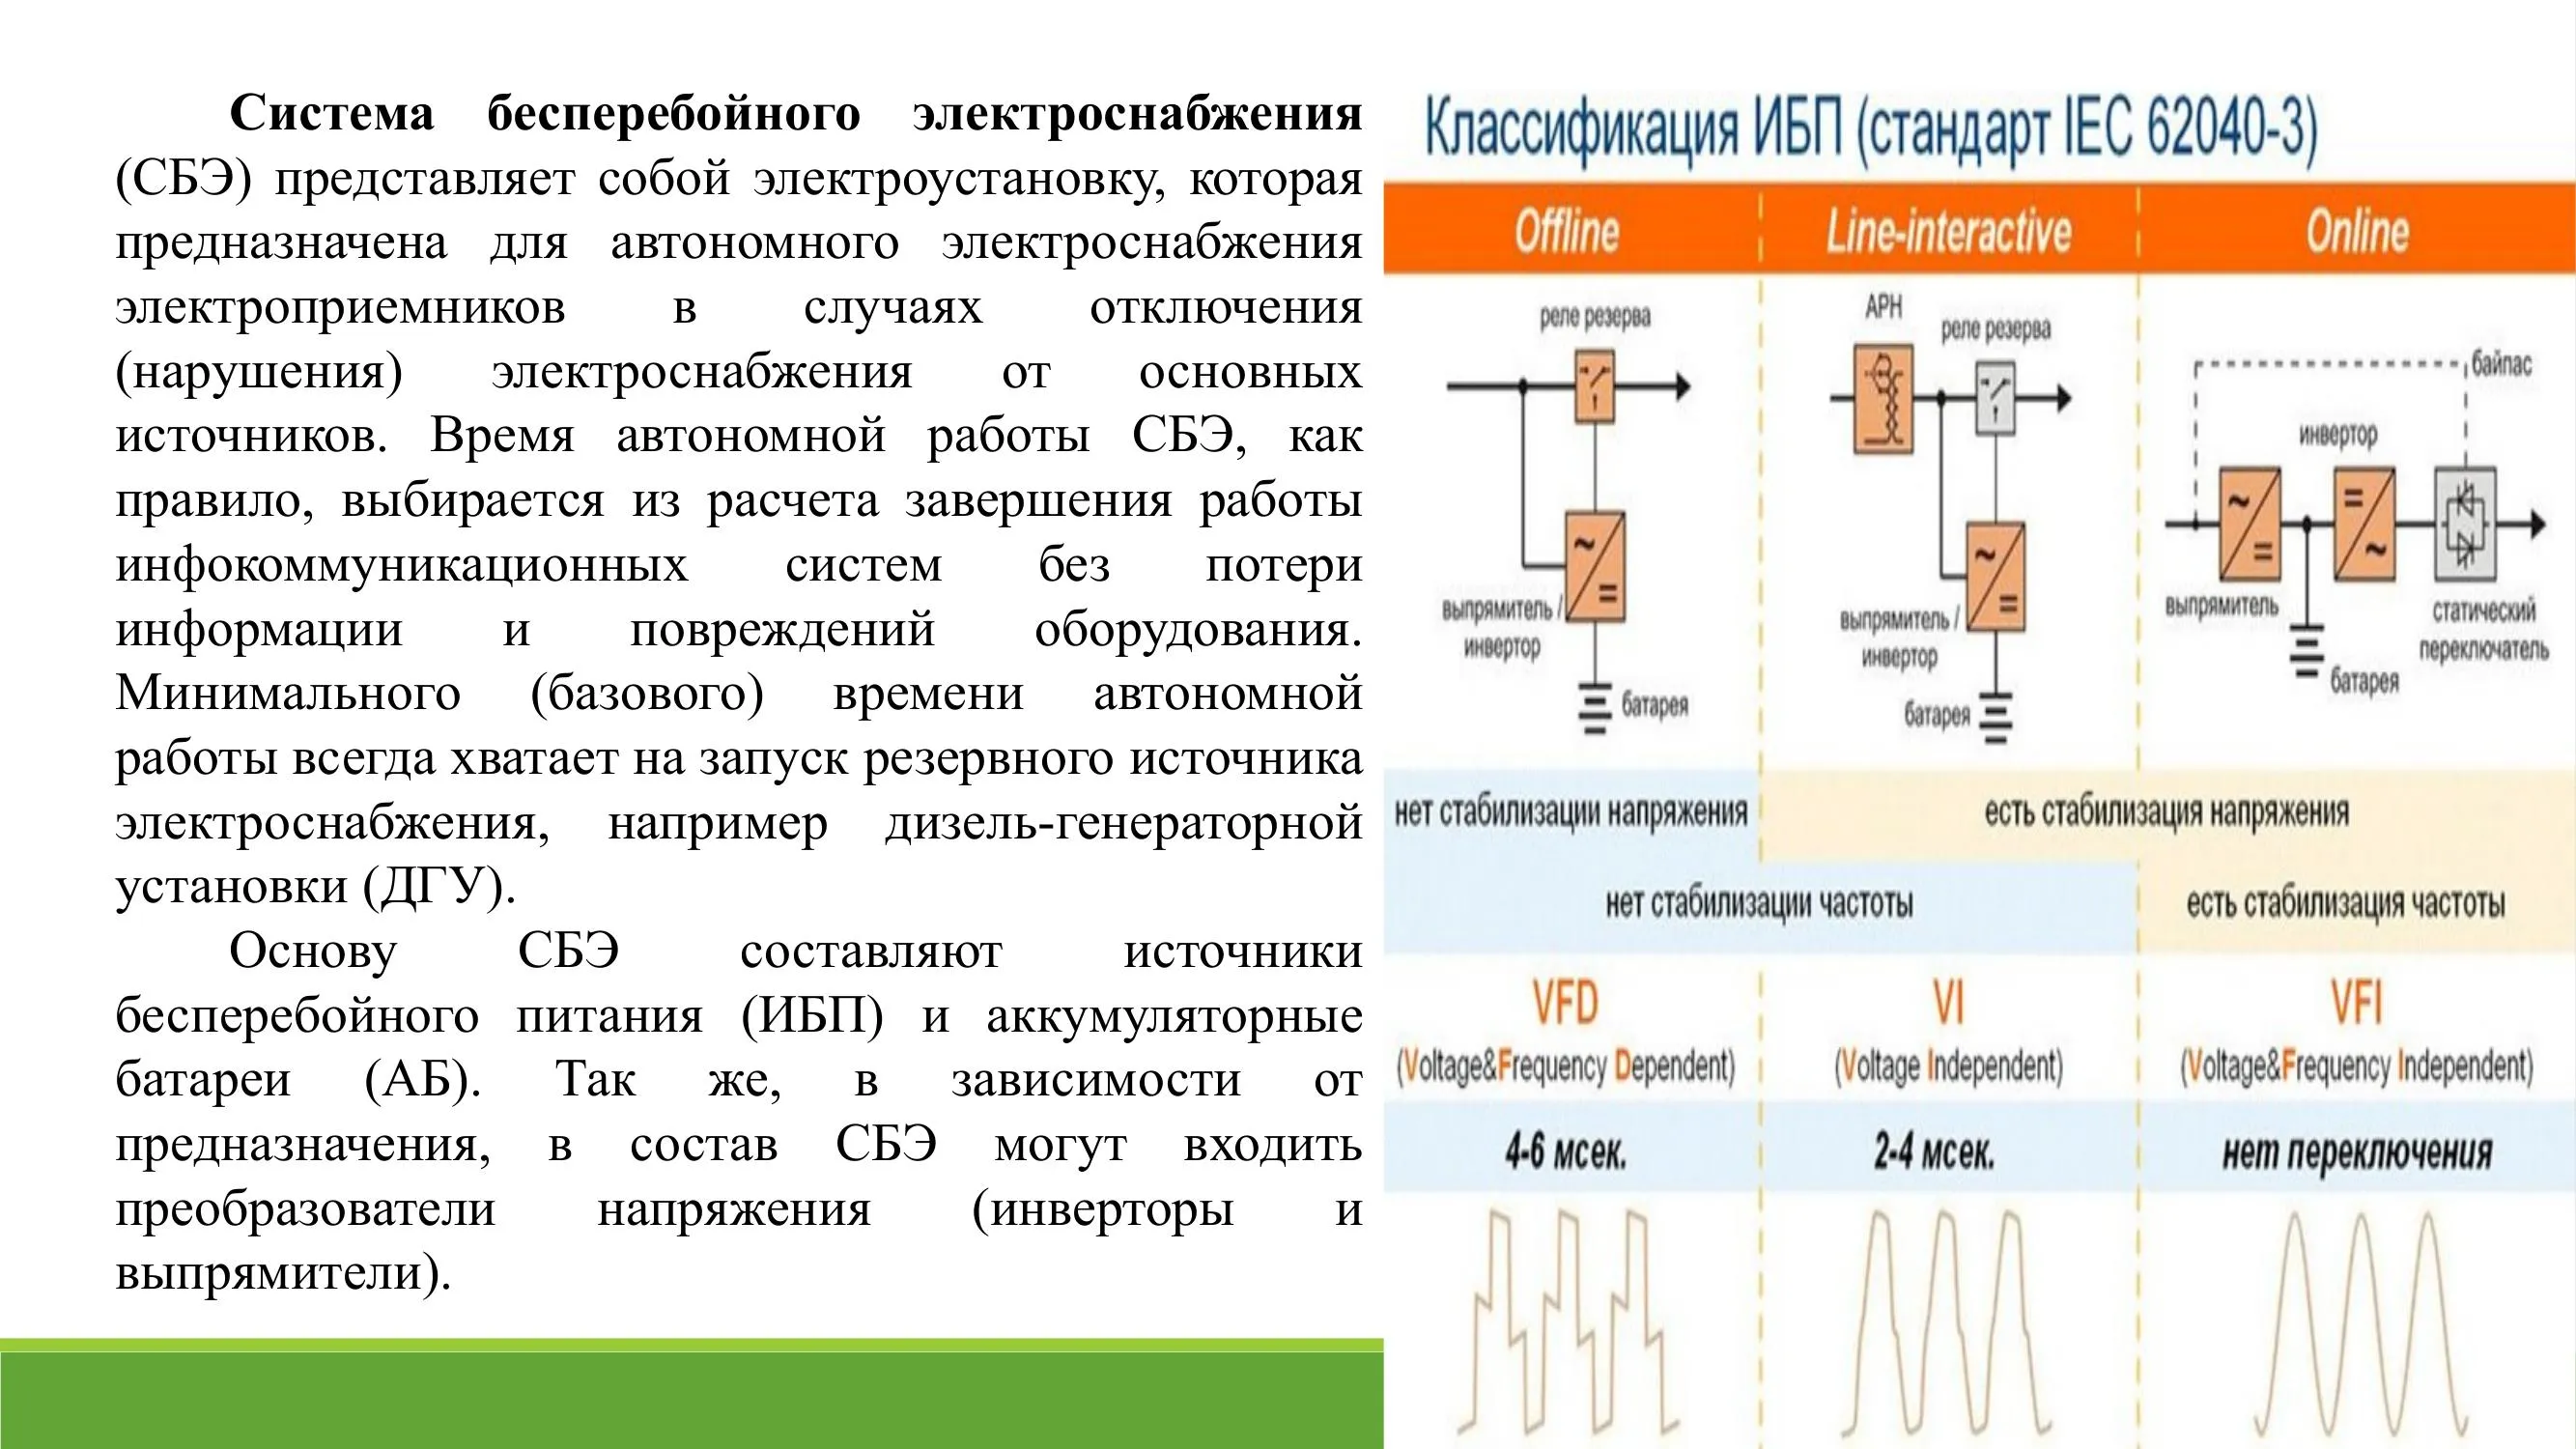 Система бесперебойного электроснабжения
(СБЭ) представляет собой электроустановку, которая
предназначена для автономного электроснабжения
электроприемников в случаях отключения
(нарушения) электроснабжения от основных
источников. Время автономной работы СБЭ, как
правило, выбирается из расчета завершения работы
инфокоммуникационных систем без потери
информации и повреждений оборудования.
Минимального (базового) времени автономной
работы всегда хватает на запуск резервного источника
электроснабжения, например дизель-генераторной
установки (ДГУ).
Основу СБЭ составляют источники
бесперебойного питания (ИБП) и аккумуляторные
батареи (АБ). Так же, в зависимости от
предназначения, в состав СБЭ могут входить
преобразователи напряжения (инверторы и
выпрямители).
Классификация ИБП (стандарт IEC 62040-3)
Offline Line-interactive Online
реле резерва
выпрямитель /
инвертор
батарея
АРН
реле резерва
выпрямитель /
инвертор
батарея
байпас
инвертор
выпрямитель
статический
переключатель
батарея
нет стабилизации напряжения есть стабилизация напряжения
нет стабилизации частоты есть стабилизация частоты
VFD VI VFI
(Voltage&Frequency Dependent) (Voltage Independent) (Voltage&Frequency Independent)
4-6 мсек. 2-4 мсек. нет переключения